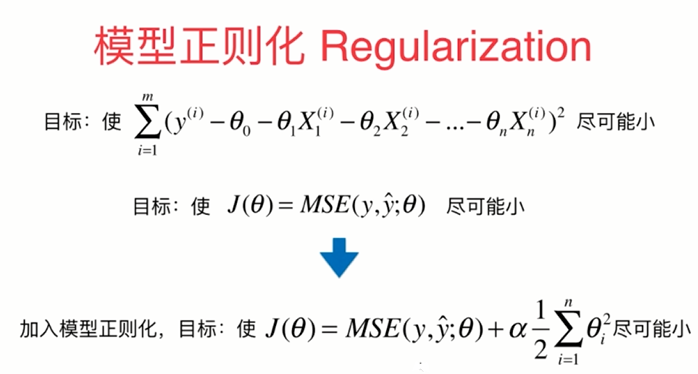 模型正则化 Regularization
目标：使 $\sum_{i=1}^{m}(y^{(i)}-\theta_0-\theta_1X_1^{(i)}-\theta_2X_2^{(i)}-...-\theta_nX_n^{(i)})^2$ 尽可能小
目标：使 $J(\theta)=MSE(y,\hat{y};\theta)$ 尽可能小
加入模型正则化，目标：使 $J(\theta)=MSE(y,\hat{y};\theta)+\alpha\frac{1}{2}\sum_{i=1}^{n}\theta_i^2$ 尽可能小